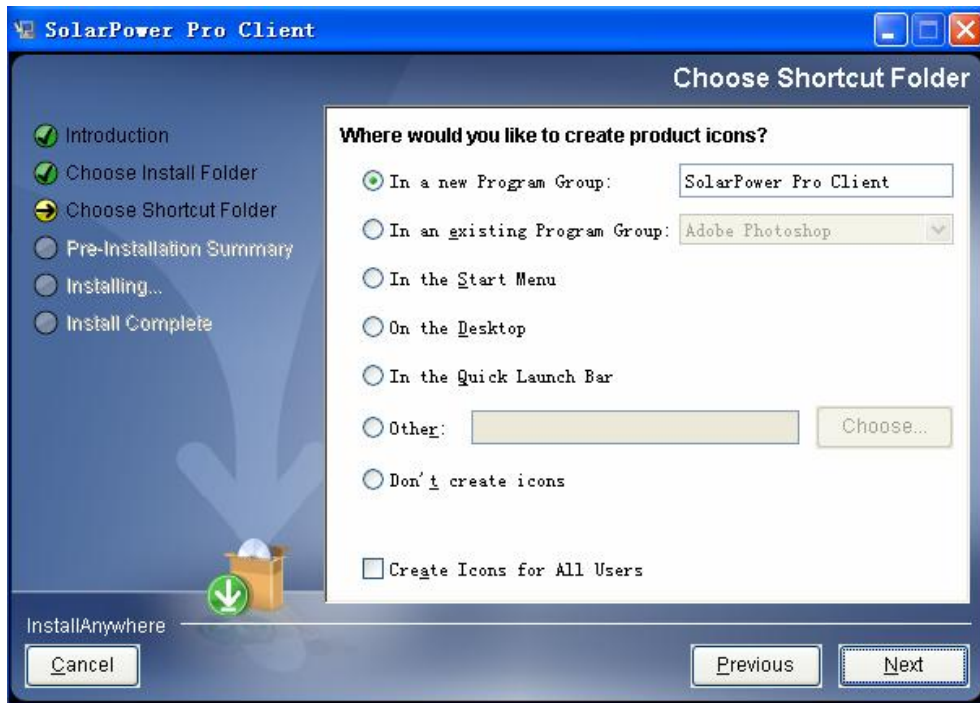 SolarPower Pro Client
Choose Shortcut Folder
Introduction
Choose Install Folder
Choose Shortcut Folder
Pre-Installation Summary
Installing...
Install Complete
Where would you like to create product icons?
In a new Program Group: SolarPower Pro Client
In an existing Program Group: Adobe Photoshop
In the Start Menu
On the Desktop
In the Quick Launch Bar
Other: Choose...
Don't create icons
Create Icons for All Users
InstallAnywhere
Cancel Previous Next